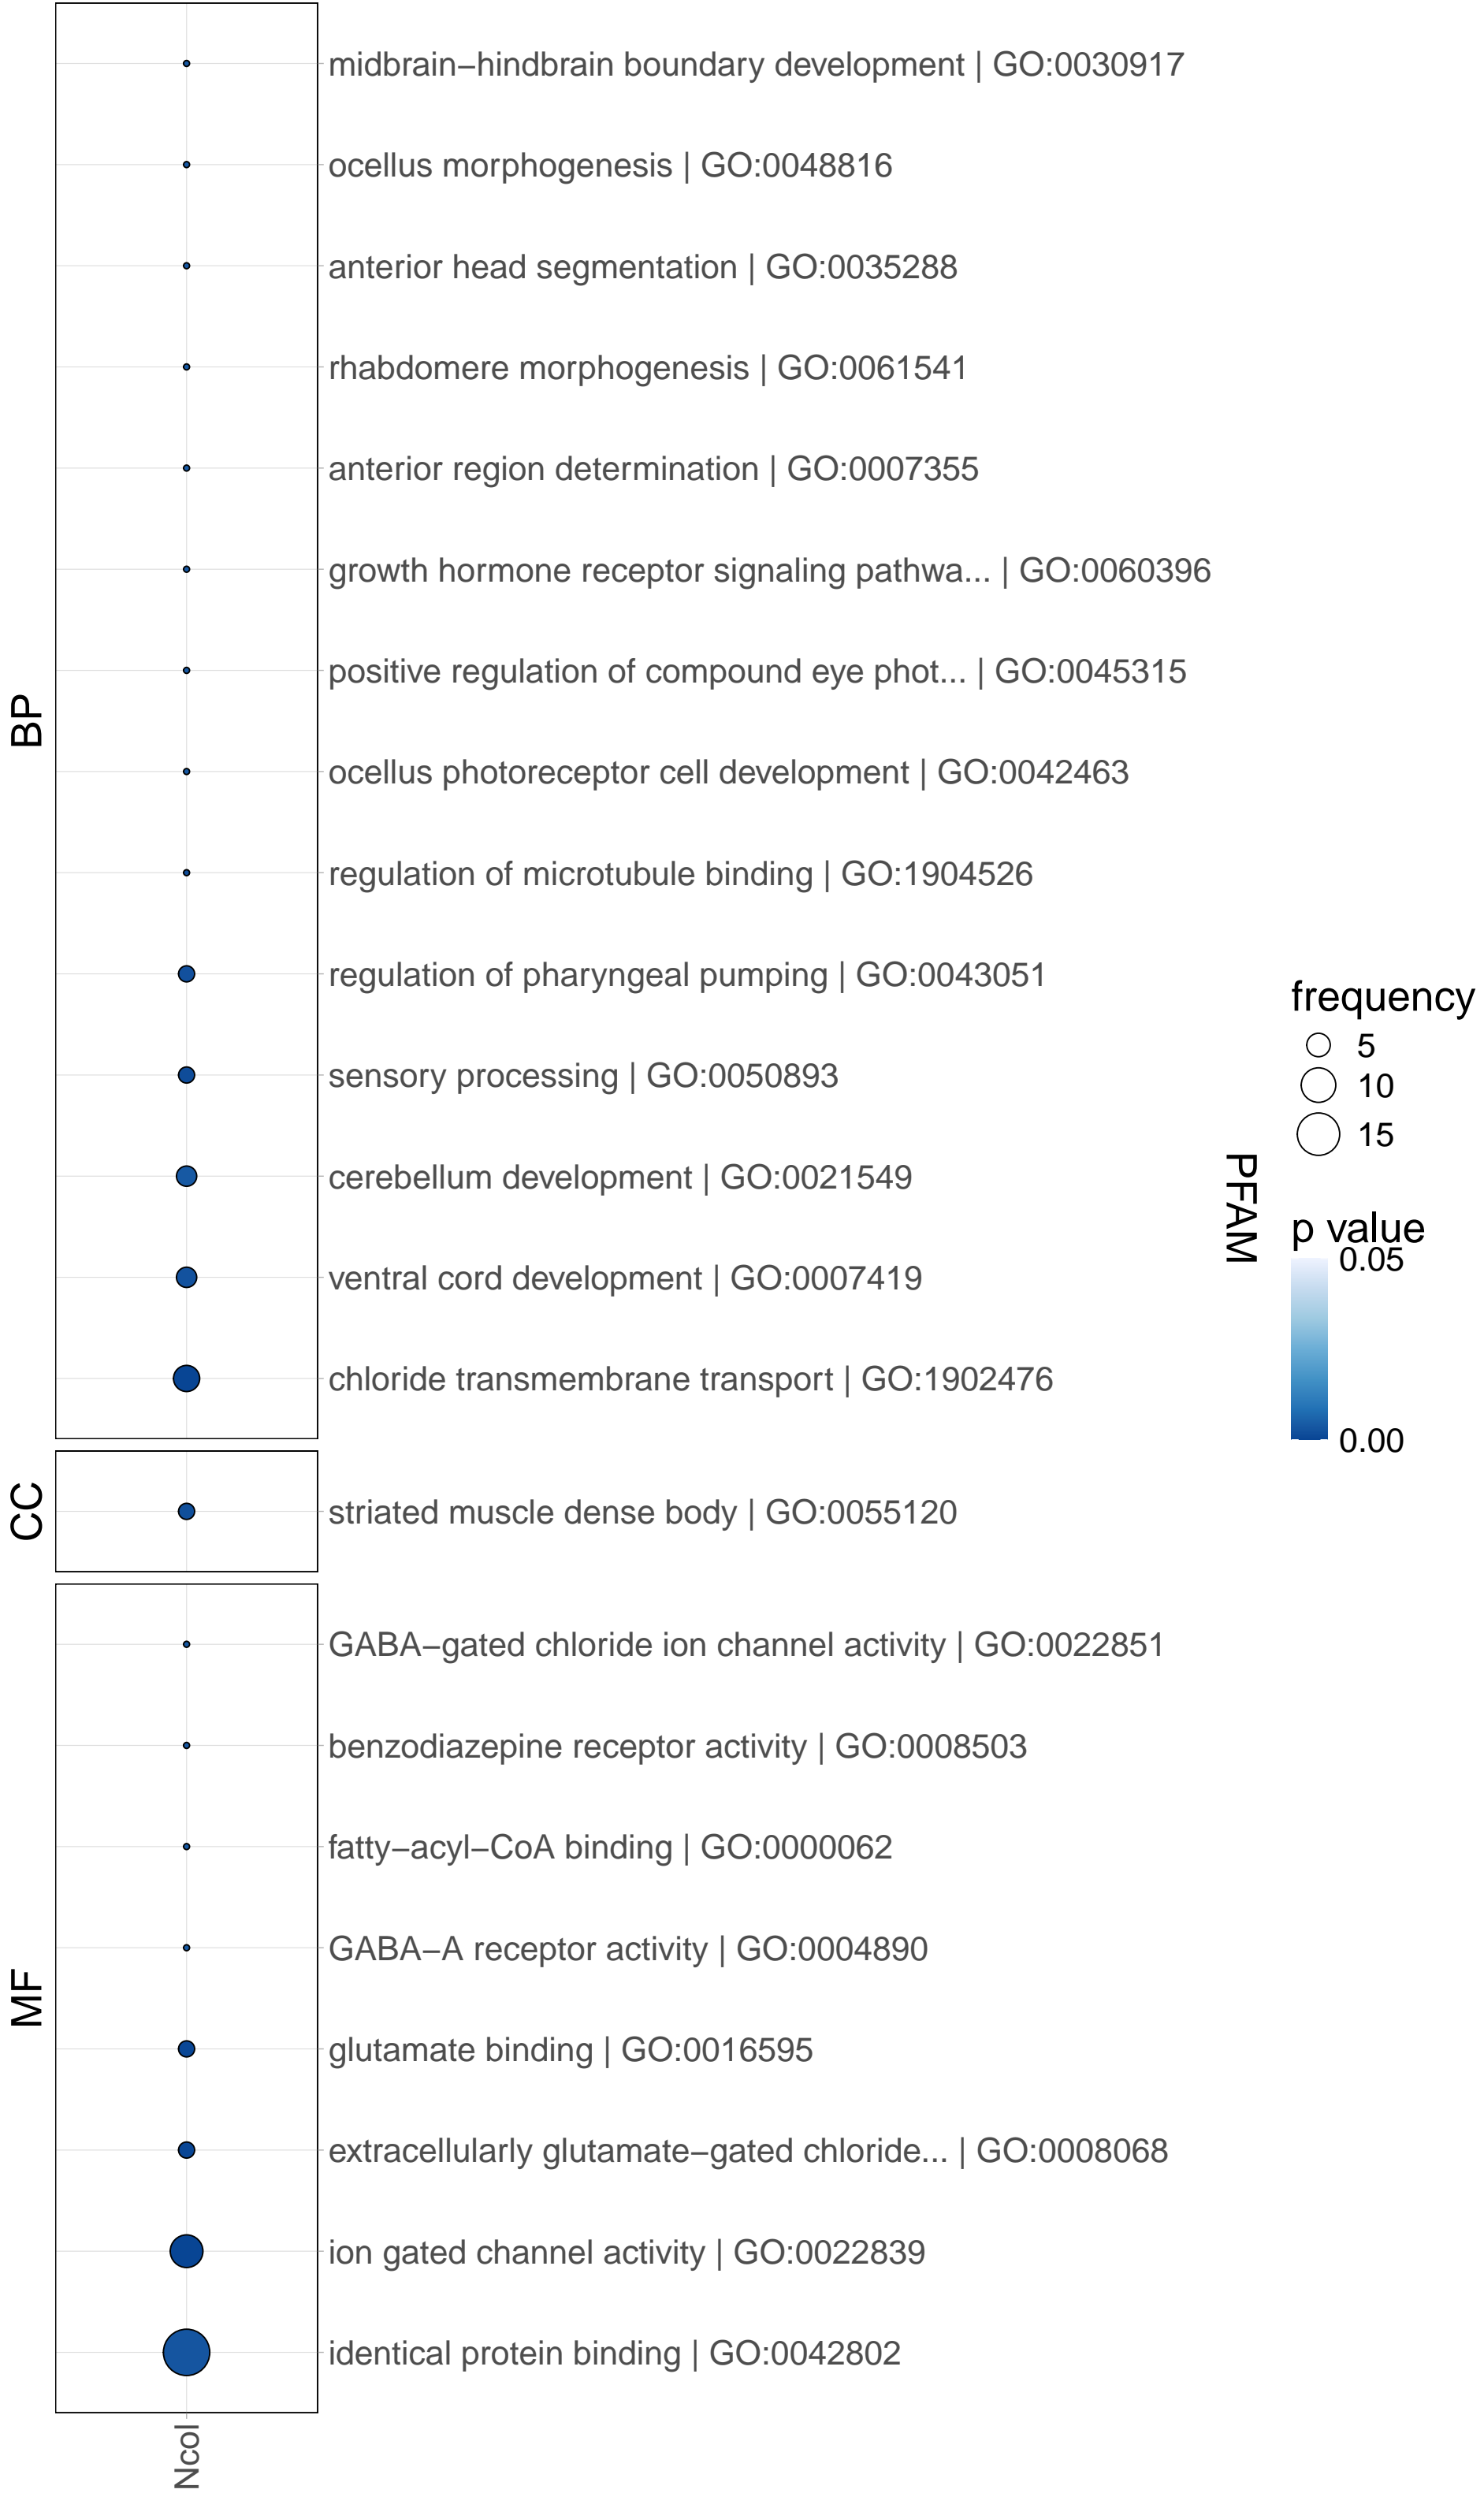 BP
midbrain−hindbrain boundary development | GO:0030917
ocellus morphogenesis | GO:0048816
anterior head segmentation | GO:0035288
rhabdomere morphogenesis | GO:0061541
anterior region determination | GO:0007355
growth hormone receptor signaling pathwa... | GO:0060396
positive regulation of compound eye phot... | GO:0045315
ocellus photoreceptor cell development | GO:0042463
regulation of microtubule binding | GO:1904526
regulation of pharyngeal pumping | GO:0043051
sensory processing | GO:0050893
cerebellum development | GO:0021549
ventral cord development | GO:0007419
chloride transmembrane transport | GO:1902476
CC
striated muscle dense body | GO:0055120
MF
GABA−gated chloride ion channel activity | GO:0022851
benzodiazepine receptor activity | GO:0008503
fatty−acyl−CoA binding | GO:0000062
GABA−A receptor activity | GO:0004890
glutamate binding | GO:0016595
extracellularly glutamate−gated chloride... | GO:0008068
ion gated channel activity | GO:0022839
identical protein binding | GO:0042802
Ncol
PFAM
frequency
5
10
15
p value
0.05
0.00